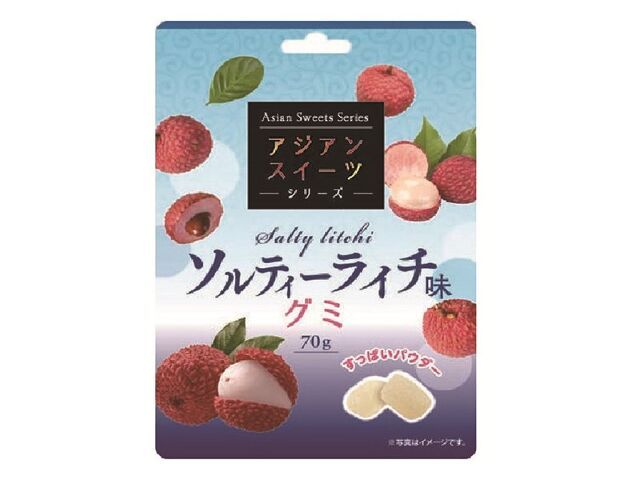 Asian Sweets Series
アジアン
スイーツ
シリーズ
Salty litchi
ソルティーライチ味
グミ
70g
すっぱいパウダー
※写真はイメージです。